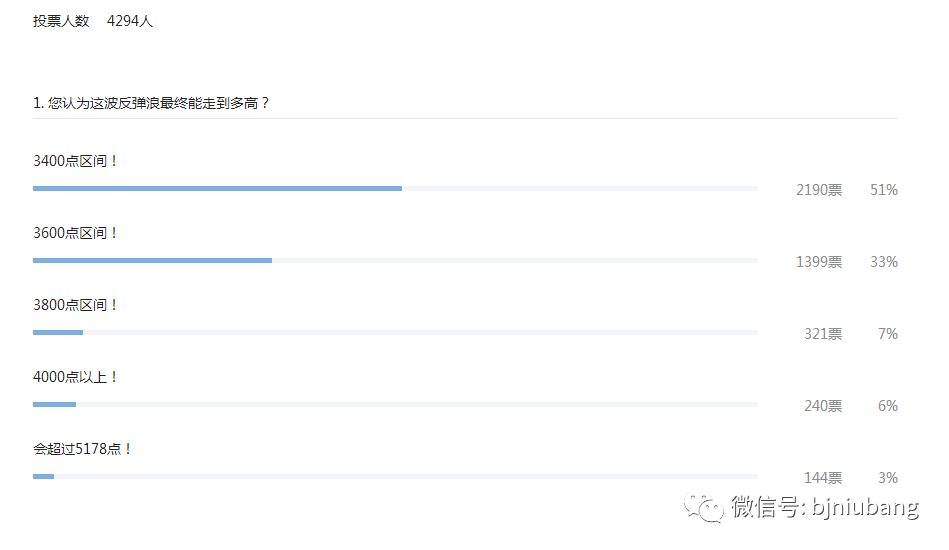 投票人数 4294人
1. 您认为这波反弹浪最终能走到多高？
3400点区间！
2190票 51%
3600点区间！
1399票 33%
3800点区间！
321票 7%
4000点以上！
240票 6%
会超过5178点！
144票 3%
微信号: bjniubang